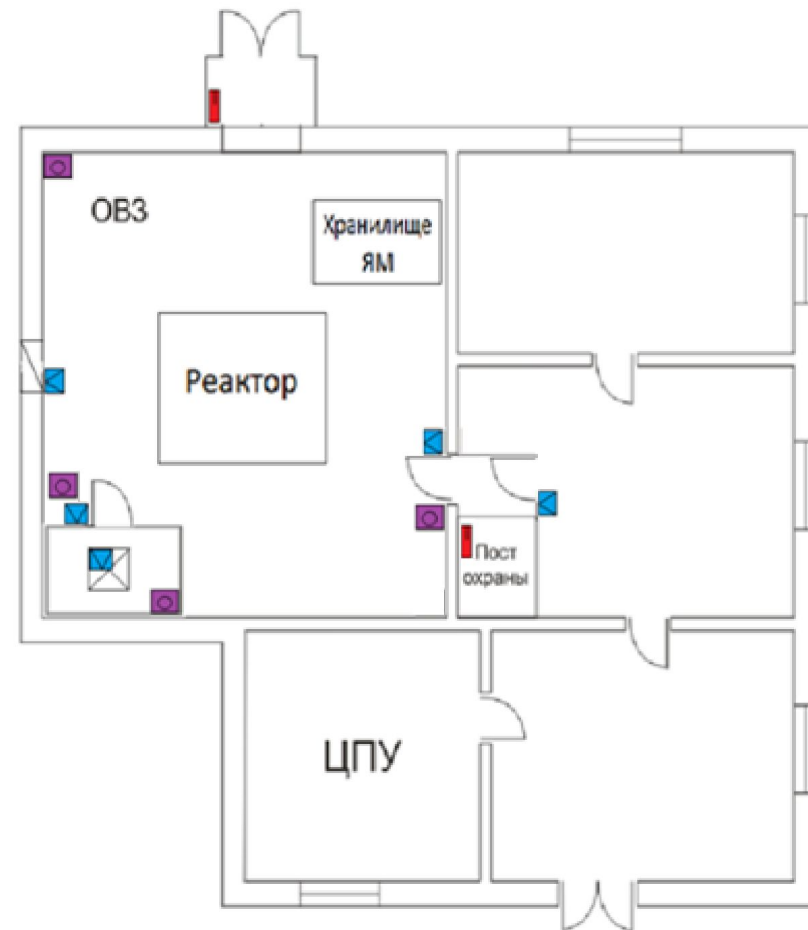 ОВЗ
Хранилище
ЯМ
Реактор
Пост
охраны
ЦПУ